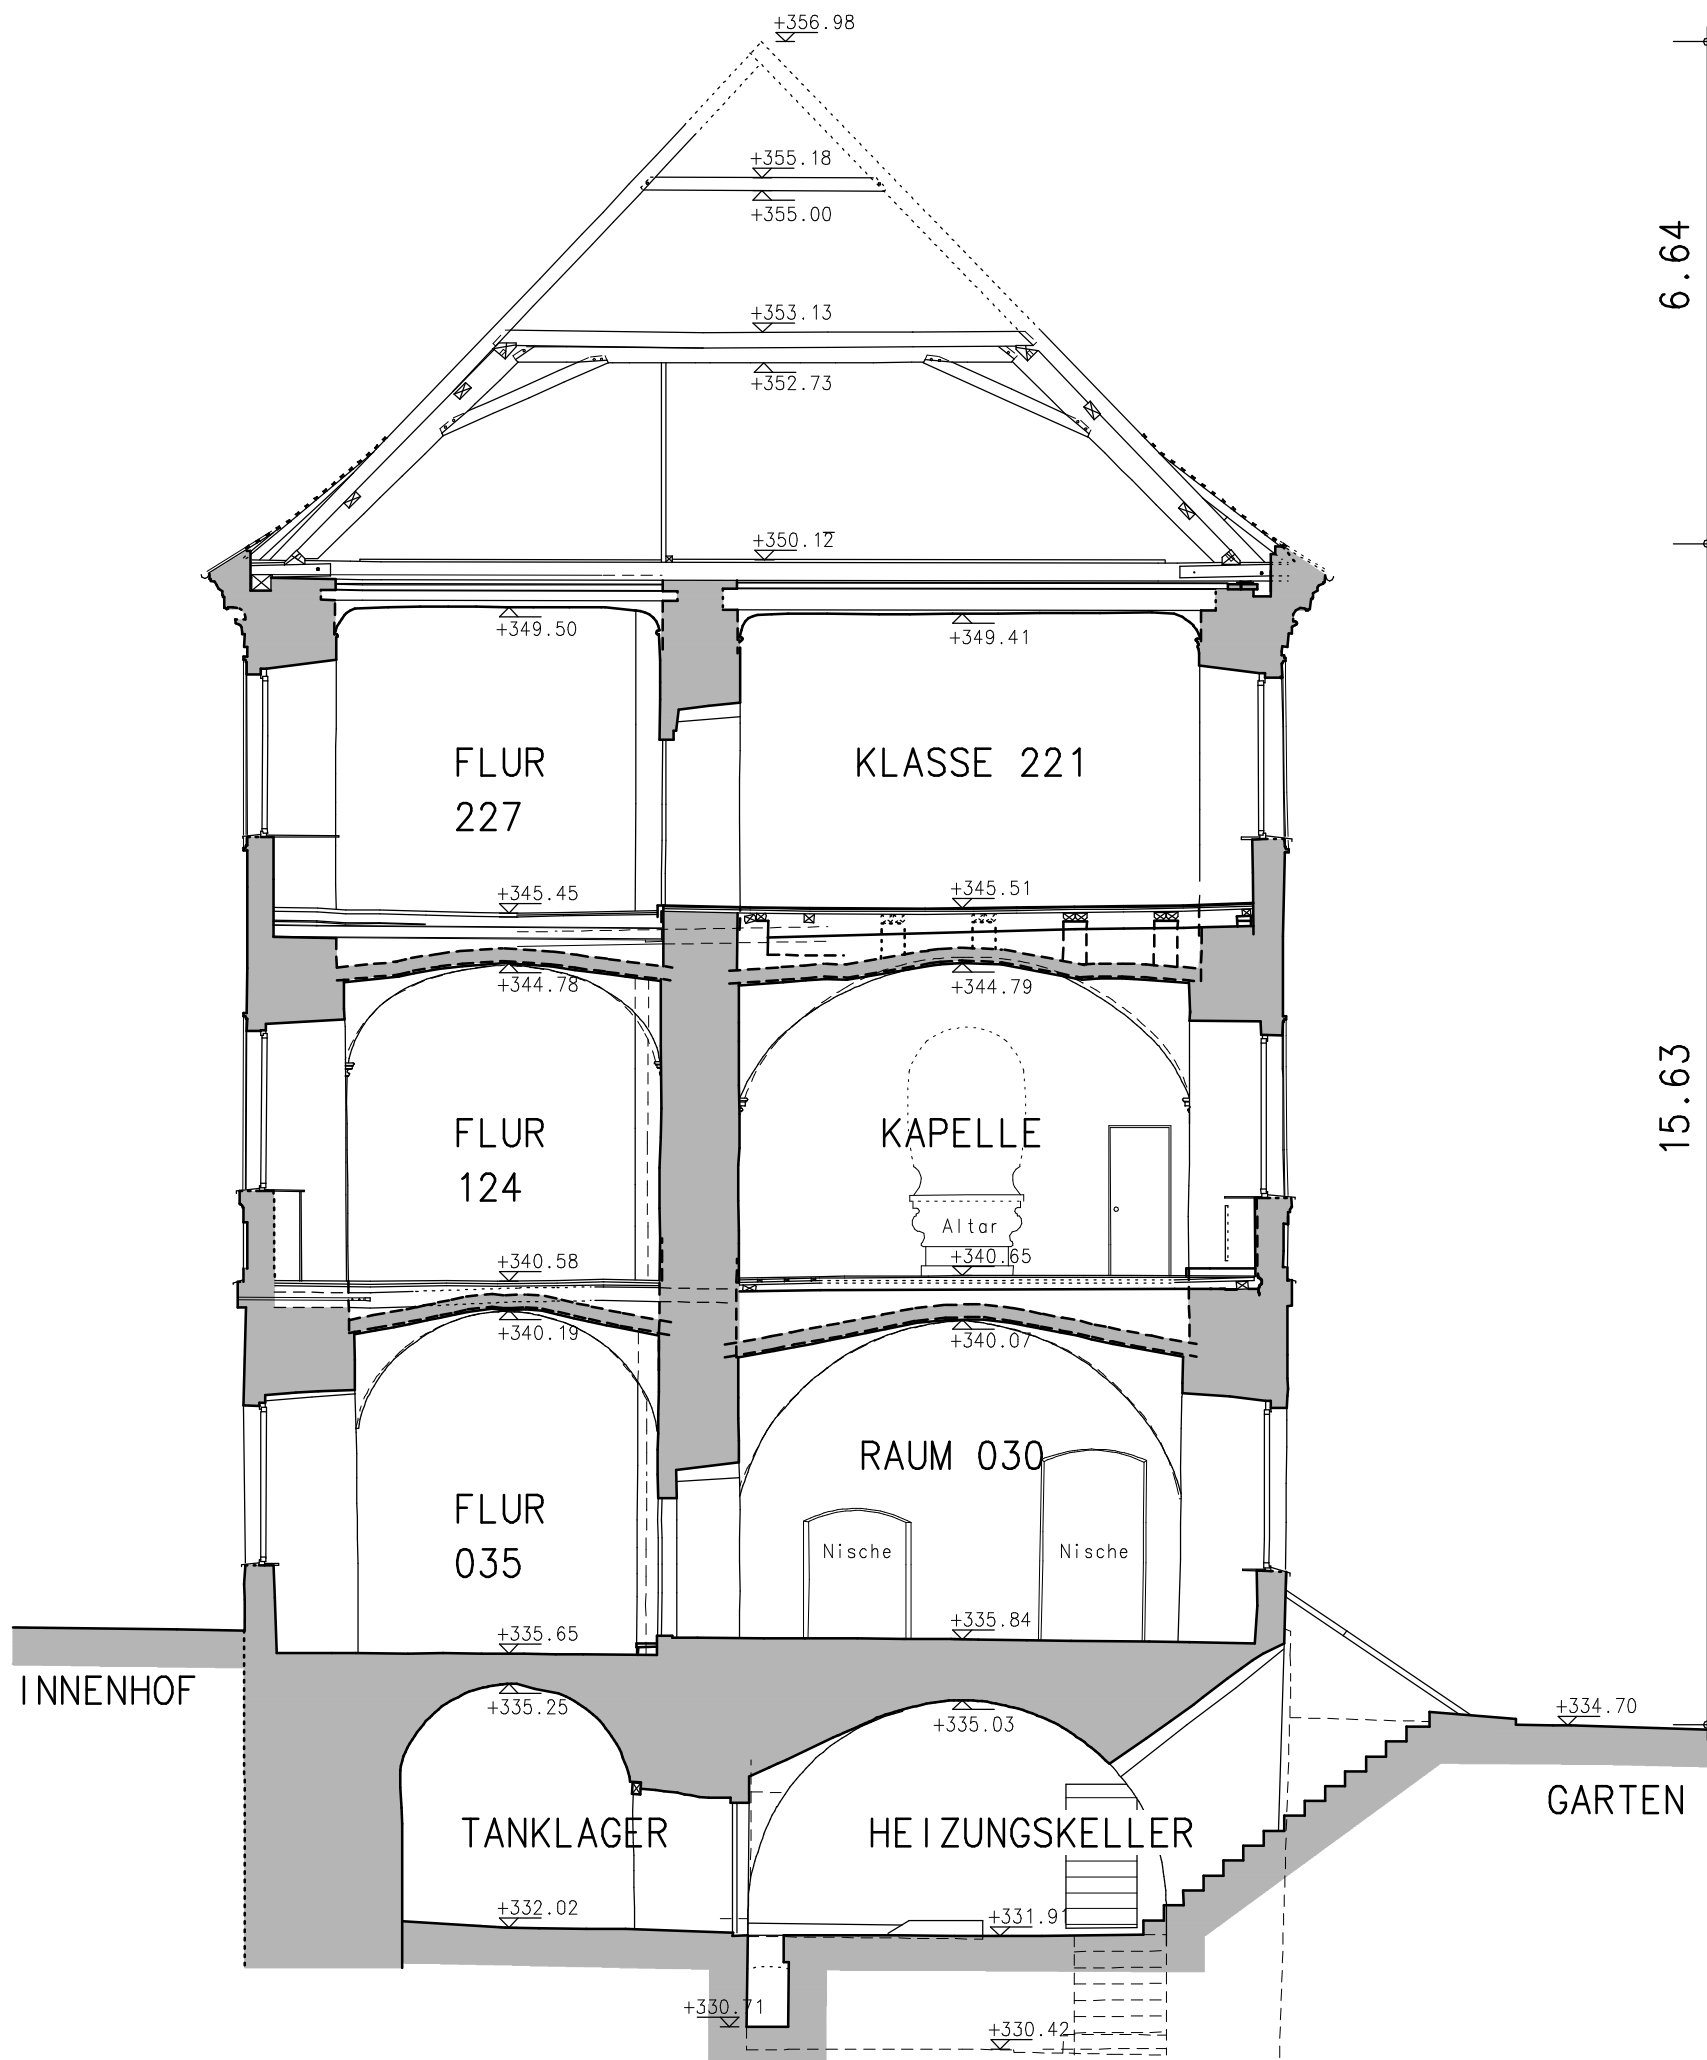 +356.98
+355.18
+355.00
6.64
+353.13
+352.73
+350.12
+349.50
+349.41
FLUR
227
KLASSE 221
+345.45
+345.51
+344.78
+344.79
15.63
FLUR
124
KAPELLE
Altar
+340.58
+340.65
+340.19
+340.07
RAUM 030
FLUR
035
Nische
Nische
+335.65
+335.84
INNENHOF
+335.25
+335.03
+334.70
GARTEN
TANKLAGER
HEIZUNGSKELLER
+332.02
+331.91
+330.71
+330.42